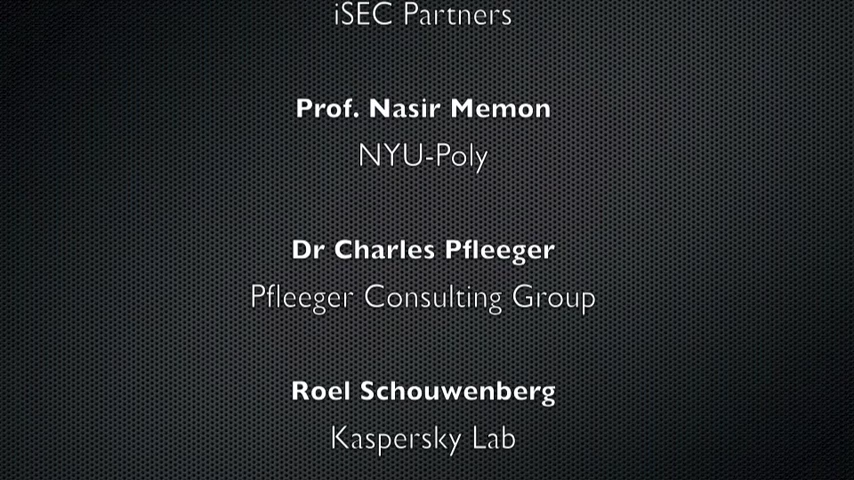 iSEC Partners
Prof. Nasir Memon
NYU-Poly
Dr Charles Pfleeger
Pfleeger Consulting Group
Roel Schouwenberg
Kaspersky Lab